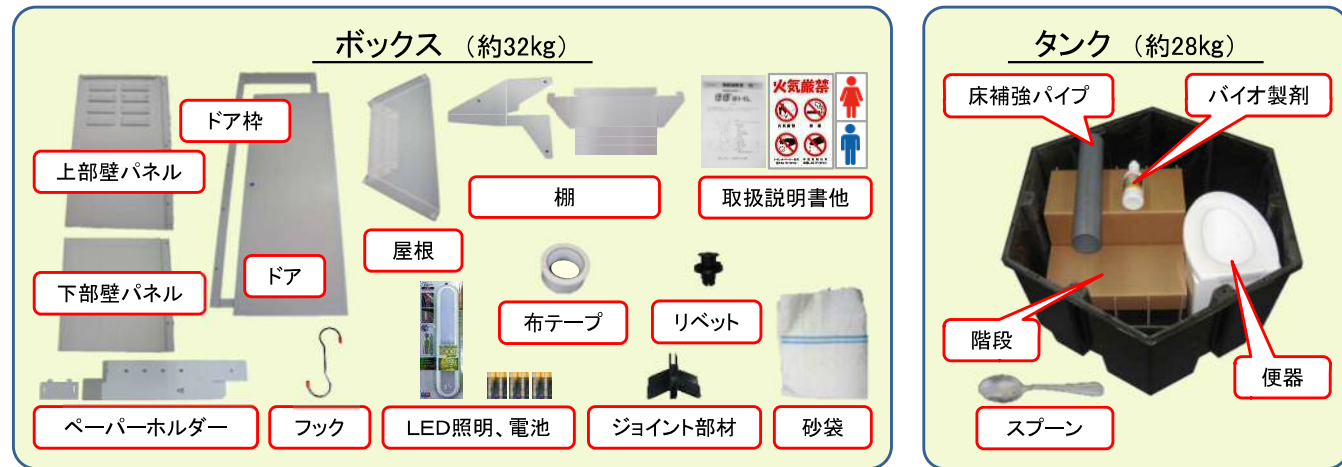 ボックス (約32kg)
ドア枠
上部壁パネル
下部壁パネル
ドア
屋根
棚
火気厳禁
取扱説明書他
布テープ
リベット
ペーパーホルダー
フック
LED照明、電池
ジョイント部材
砂袋
タンク (約28kg)
床補強パイプ
バイオ製剤
階段
便器
スプーン